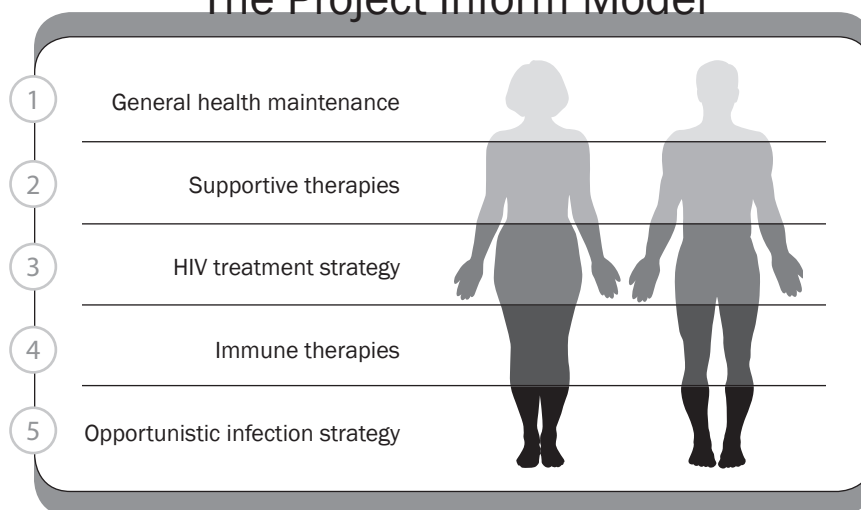 The Project Inform Model
1 General health maintenance
2 Supportive therapies
3 HIV treatment strategy
4 Immune therapies
5 Opportunistic infection strategy